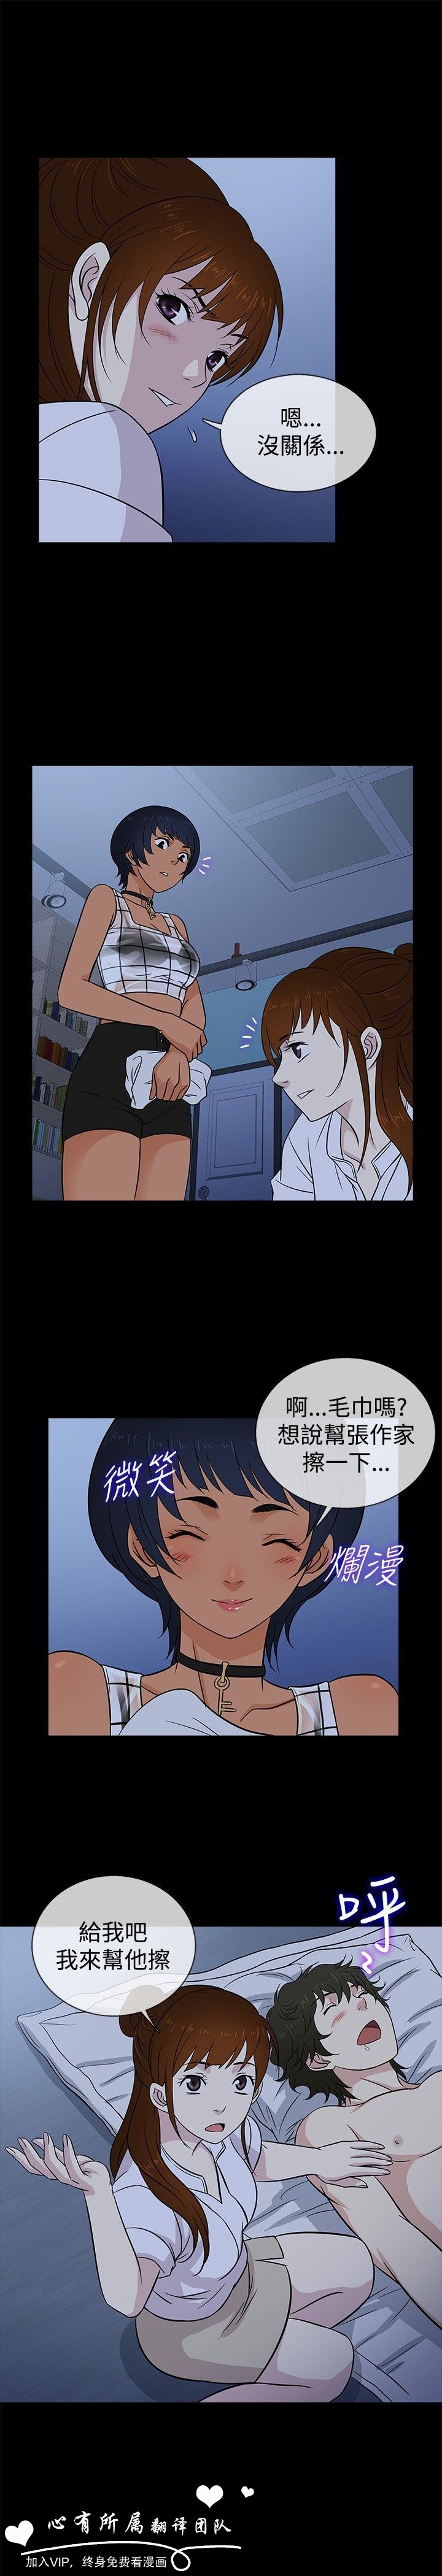 嗯...
沒關係...
啊...毛巾嗎?
想說幫張作家
擦一下...
微笑
爛漫
給我吧
我來幫他擦
呼~
心有所属翻译团队
加入VIP，终身免费看漫画